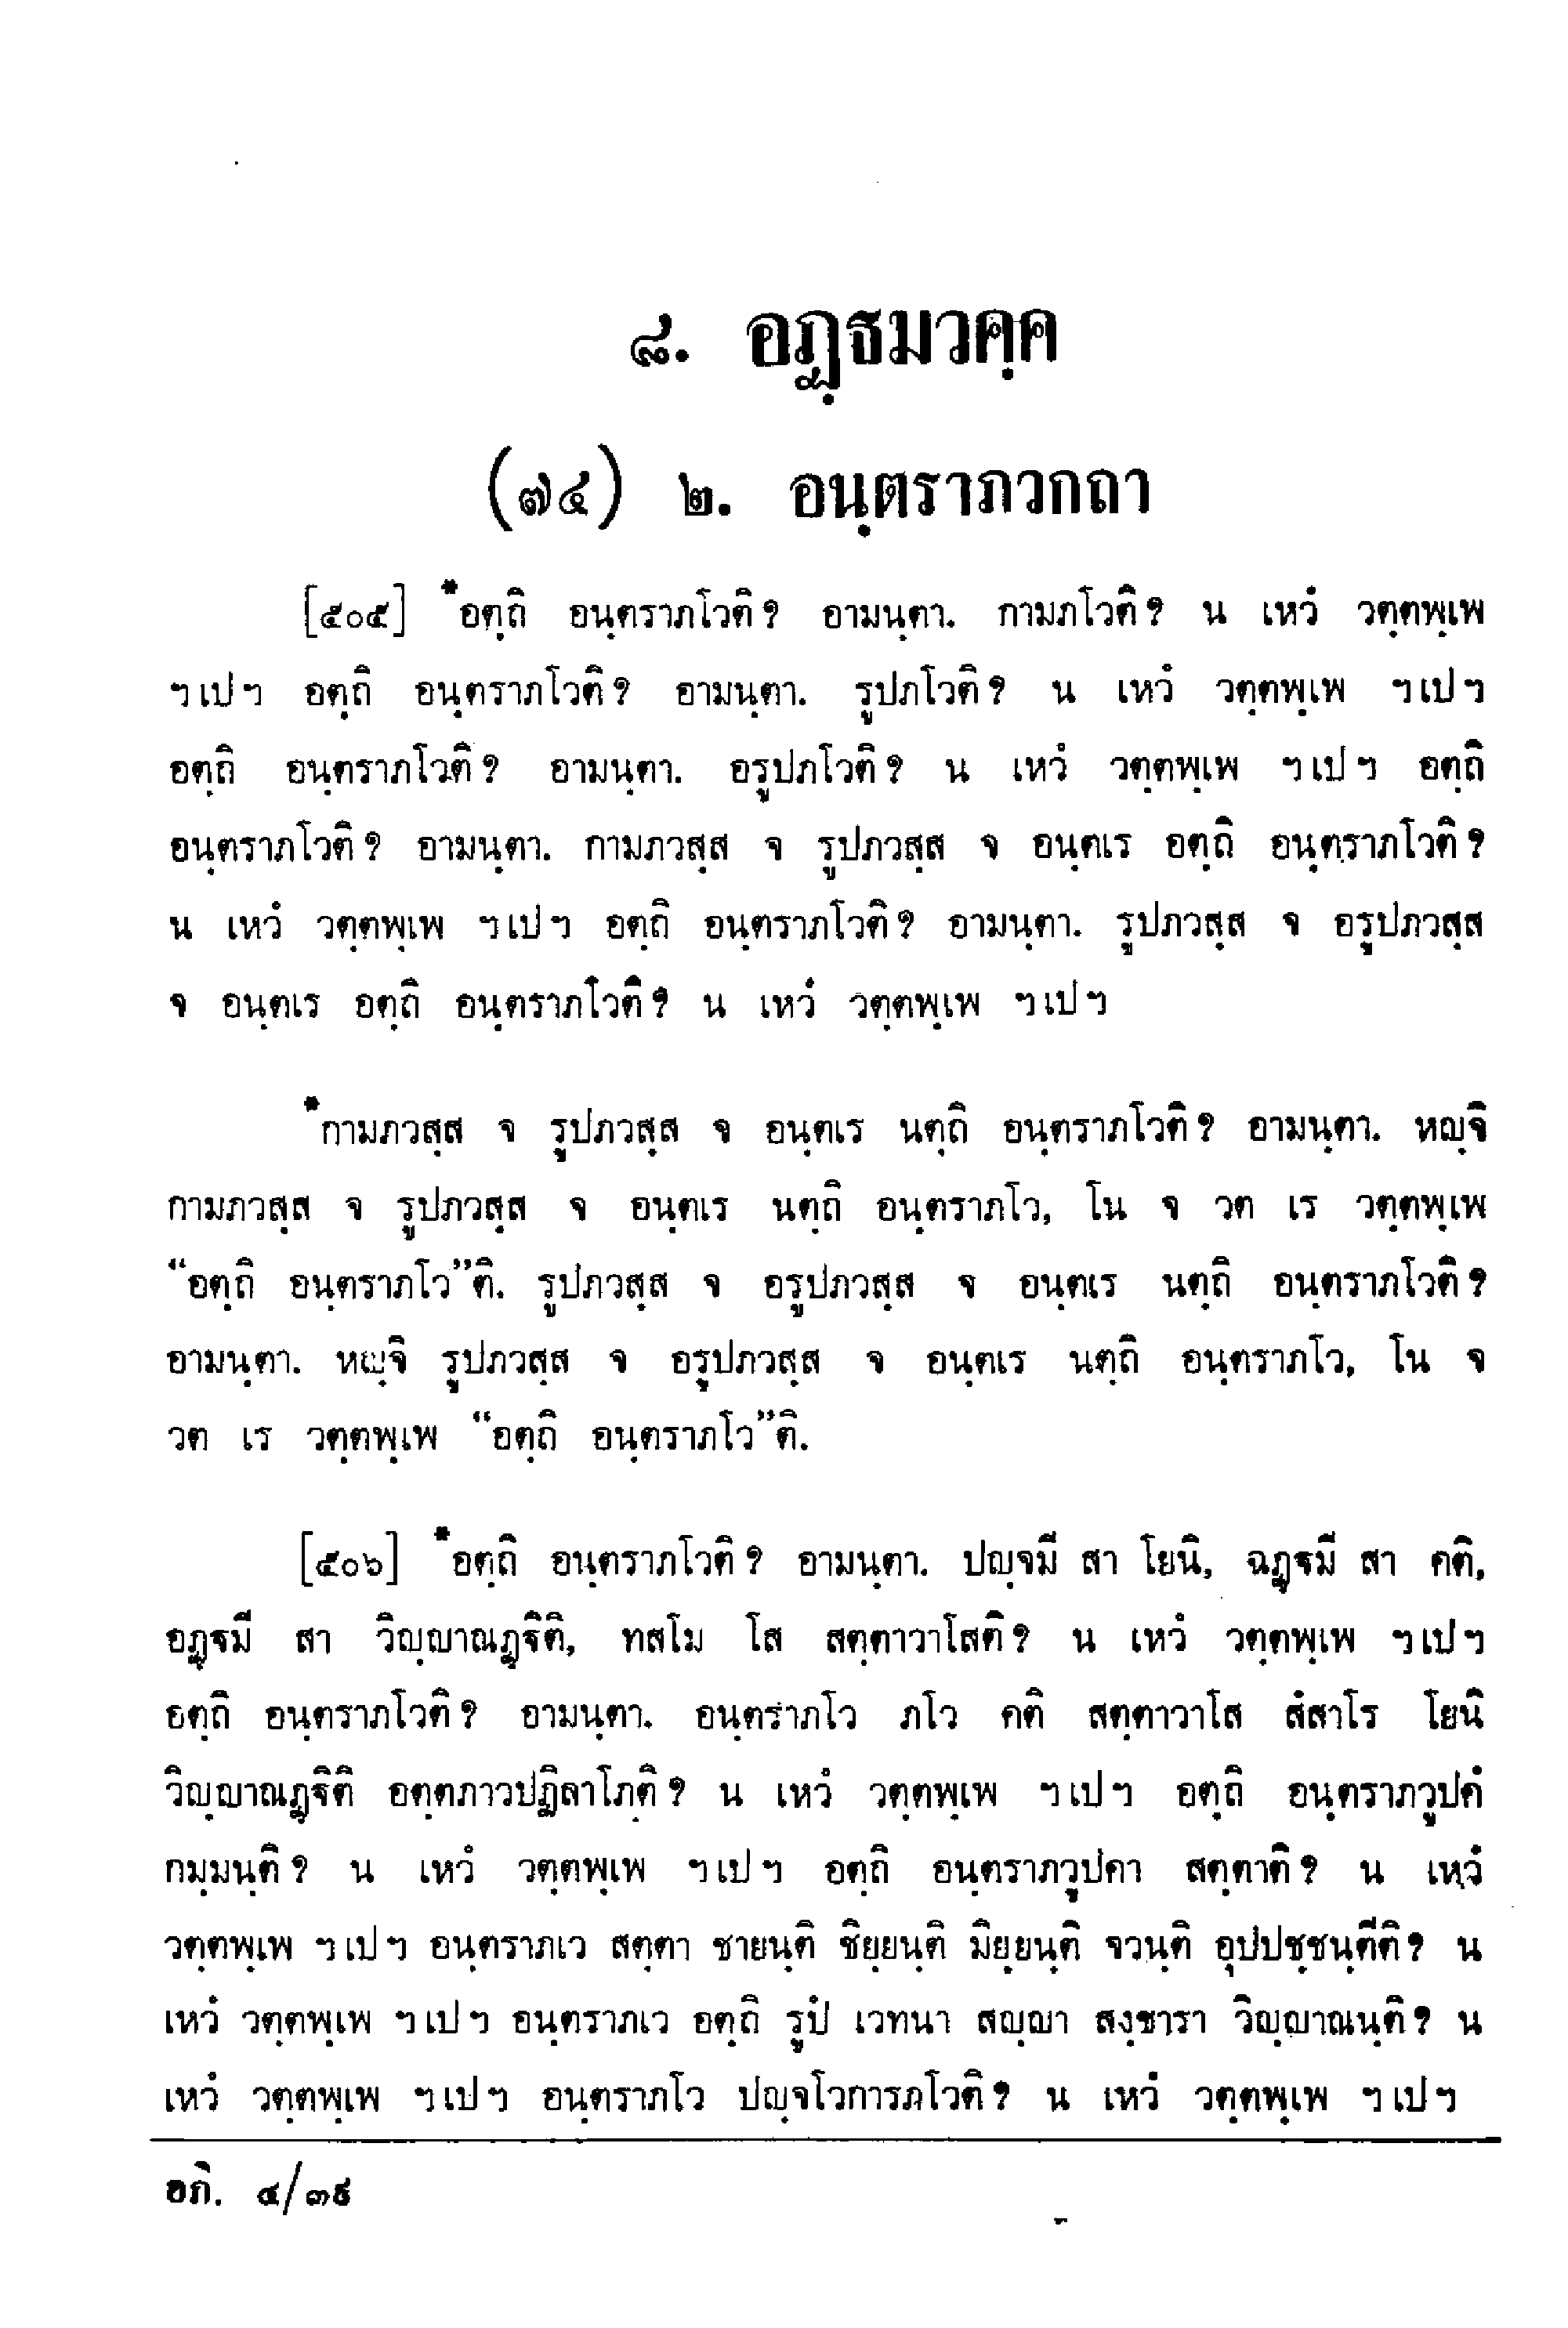 ๘. อฏฺฐมวคฺค
(๗๔) ๒. อนฺตราภวกถา
[๕๐๕] *อตฺถิ อนฺตราภโวติ? อามนฺตา. กามภโวติ? น เหวํ วตฺตพฺเพ
ฯเปฯ อตฺถิ อนฺตราภโวติ? อามนฺตา. รูปภโวติ? น เหวํ วตฺตพฺเพ ฯเปฯ
อตฺถิ อนฺตราภโวติ? อามนฺตา. อรูปภโวติ? น เหวํ วตฺตพฺเพ ฯเปฯ อตฺถิ
อนฺตราภโวติ? อามนฺตา. กามภวสฺส จ รูปภวสฺส จ อนฺตเร อตฺถิ อนฺตราภโวติ?
น เหวํ วตฺตพฺเพ ฯเปฯ อตฺถิ อนฺตราภโวติ? อามนฺตา. รูปภวสฺส จ อรูปภวสฺส
จ อนฺตเร อตฺถิ อนฺตราภโวติ? น เหวํ วตฺตพฺเพ ฯเปฯ
*กามภวสฺส จ รูปภวสฺส จ อนฺตเร นตฺถิ อนฺตราภโวติ? อามนฺตา. หญฺจิ
กามภวสฺส จ รูปภวสฺส จ อนฺตเร นตฺถิ อนฺตราภโว, โน จ วต เร วตฺตพฺเพ
“อตฺถิ อนฺตราภโว”ติ. รูปภวสฺส จ อรูปภวสฺส จ อนฺตเร นตฺถิ อนฺตราภโวติ?
อามนฺตา. หญฺจิ รูปภวสฺส จ อรูปภวสฺส จ อนฺตเร นตฺถิ อนฺตราภโว, โน จ
วต เร วตฺตพฺเพ “อตฺถิ อนฺตราภโว”ติ.
[๕๐๖] *อตฺถิ อนฺตราภโวติ? อามนฺตา. ปญฺจมี สา โยนิ, ฉฏฺฐมี สา คติ,
อฏฺฐมี สา วิญฺญาณฏฺฐิติ, ทสโม โส สตฺตาวาโสติ? น เหวํ วตฺตพฺเพ ฯเปฯ
อตฺถิ อนฺตราภโวติ? อามนฺตา. อนฺตราภโว ภโว คติ สตฺตาวาโส สํสาโร โยนิ
วิญฺญาณฏฺฐิติ อตฺตภาวปฏิลาโภติ? น เหวํ วตฺตพฺเพ ฯเปฯ อตฺถิ อนฺตราภวูปคํ
กมฺมนฺติ? น เหวํ วตฺตพฺเพ ฯเปฯ อตฺถิ อนฺตราภวูปคา สตฺตาติ? น เหวํ
วตฺตพฺเพ ฯเปฯ อนฺตราภเว สตฺตา ชายนฺติ ชิยฺยนฺติ มิยฺยนฺติ จวนฺติ อุปปชฺชนฺตีติ? น
เหวํ วตฺตพฺเพ ฯเปฯ อนฺตราภเว อตฺถิ รูปํ เวทนา สญฺญา สงฺขารา วิญฺญาณนฺติ? น
เหวํ วตฺตพฺเพ ฯเปฯ อนฺตราภโว ปญฺจโวการภโวติ? น เหวํ วตฺตพฺเพ ฯเปฯ
อภิ. ๔/๓๕